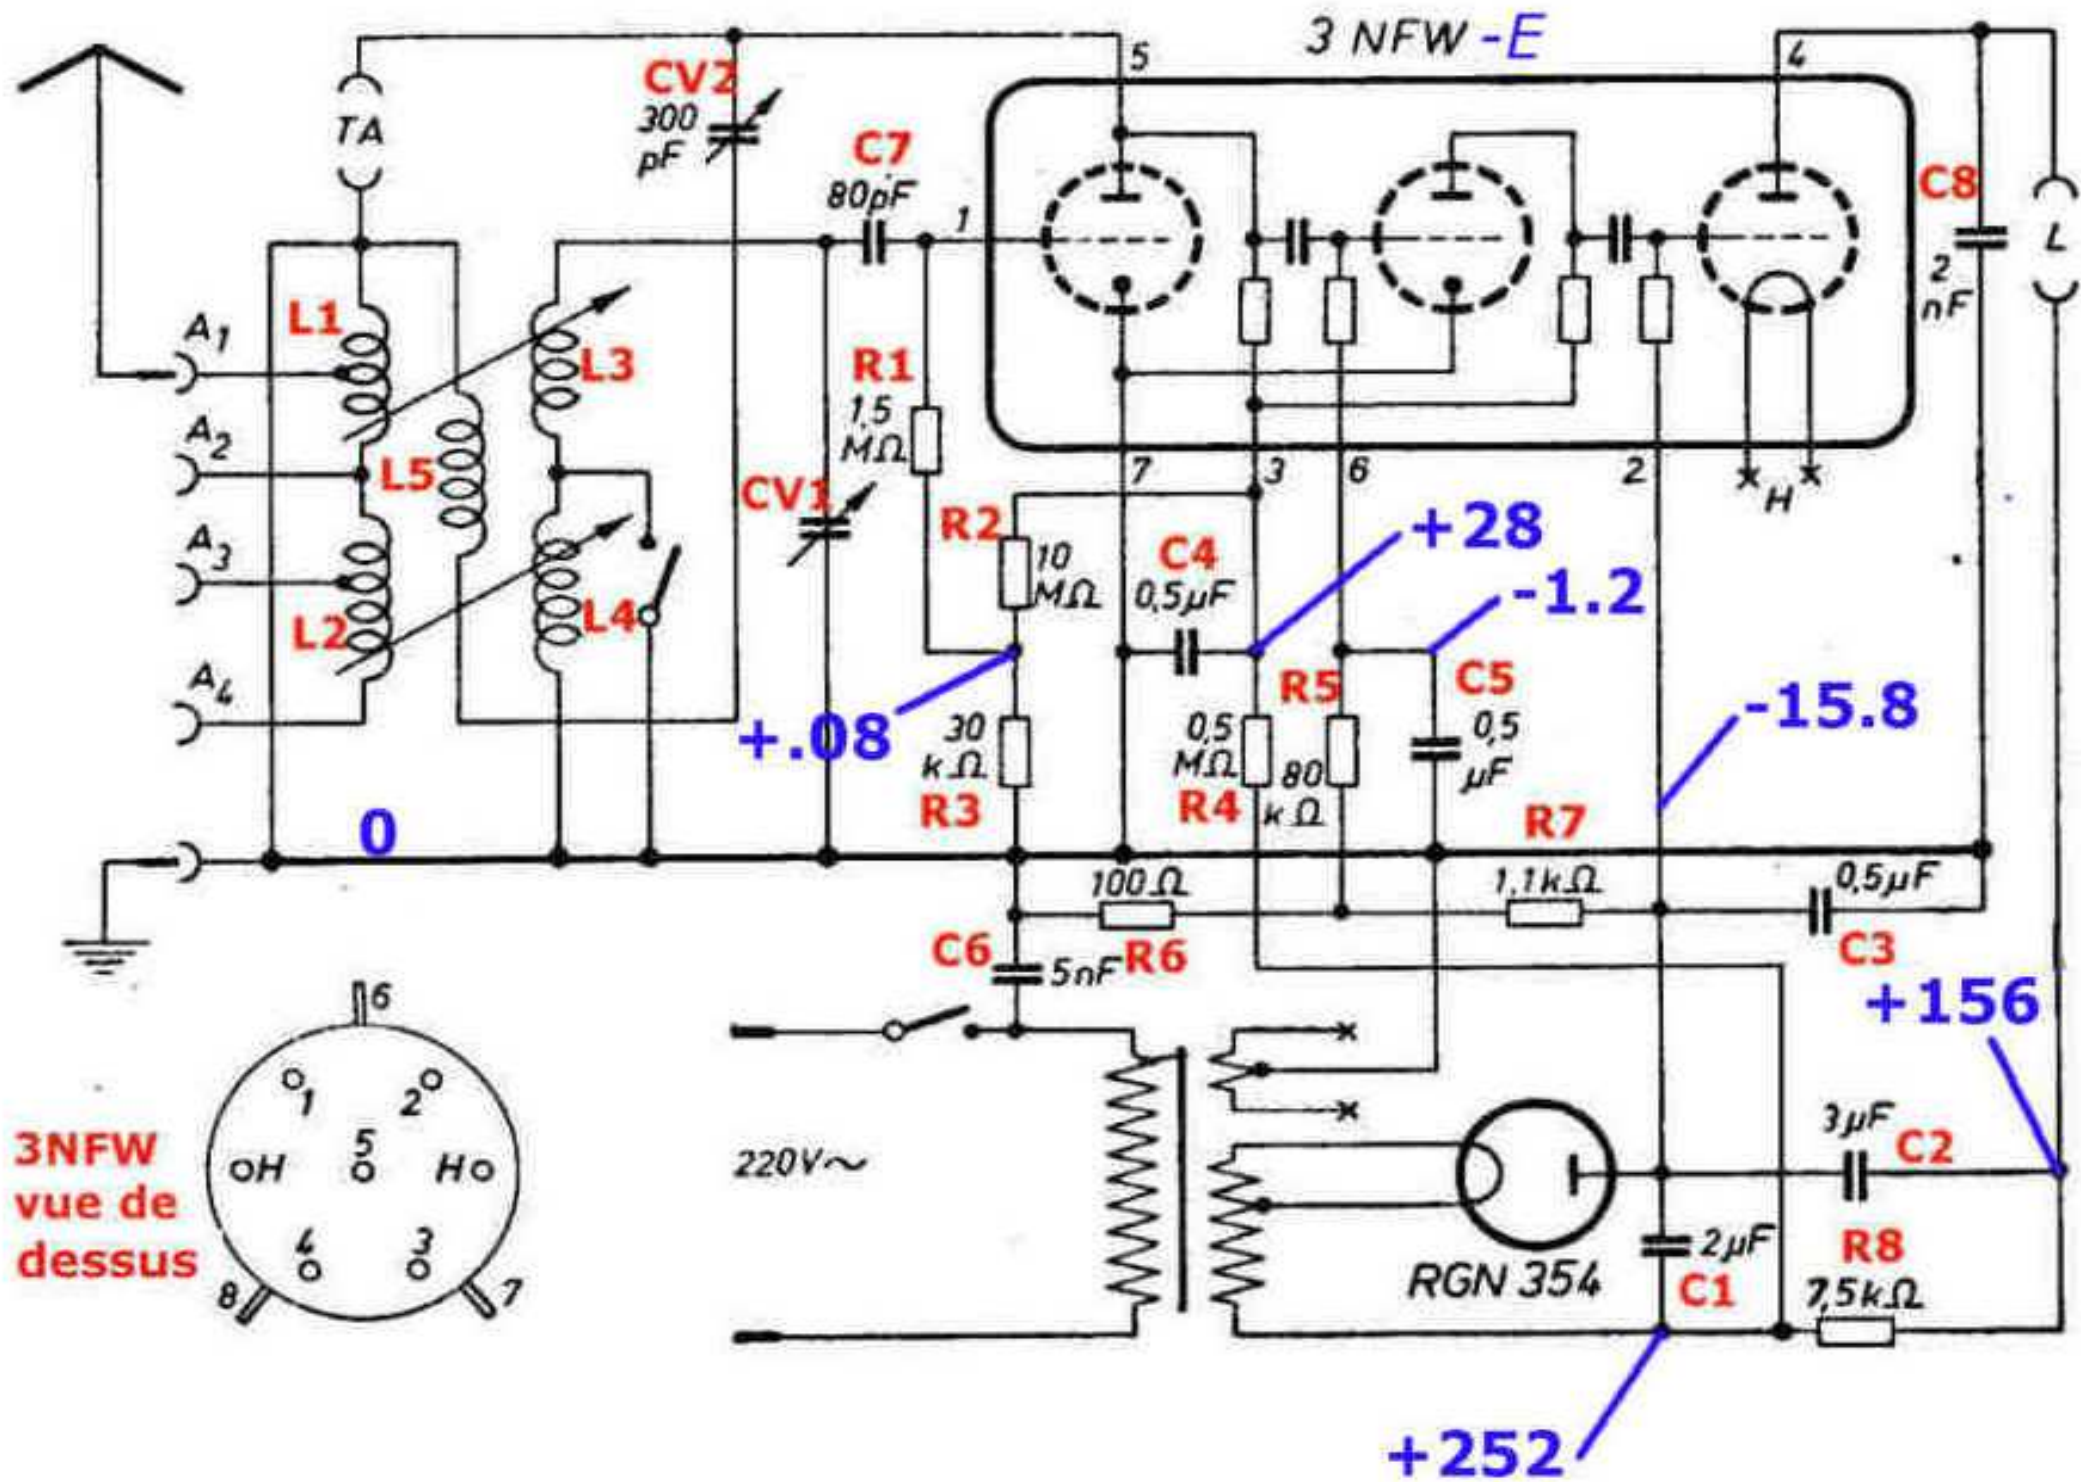 3 NFW -E
5
4
CV2
300
pF
TA
C7
80pF
1
C8
2
nF
L
A1
L1
L3
R1
1,5
MΩ
A2
L5
CV1
7
3
6
2
H
R2
10
MΩ
C4
0,5µF
+28
-1.2
A3
L2
L4
R5
C5
0,5
µF
-15.8
A4
+.08
30
kΩ
R3
0,5
MΩ
R4
80
kΩ
R7
0
100Ω
1,1kΩ
0,5µF
C6
5nF
R6
C3
+156
6
1
2
H
5
H
4
3
8
7
3NFW
vue de
dessus
220V~
3µF
C2
RGN 354
2µF
C1
R8
7,5kΩ
+252